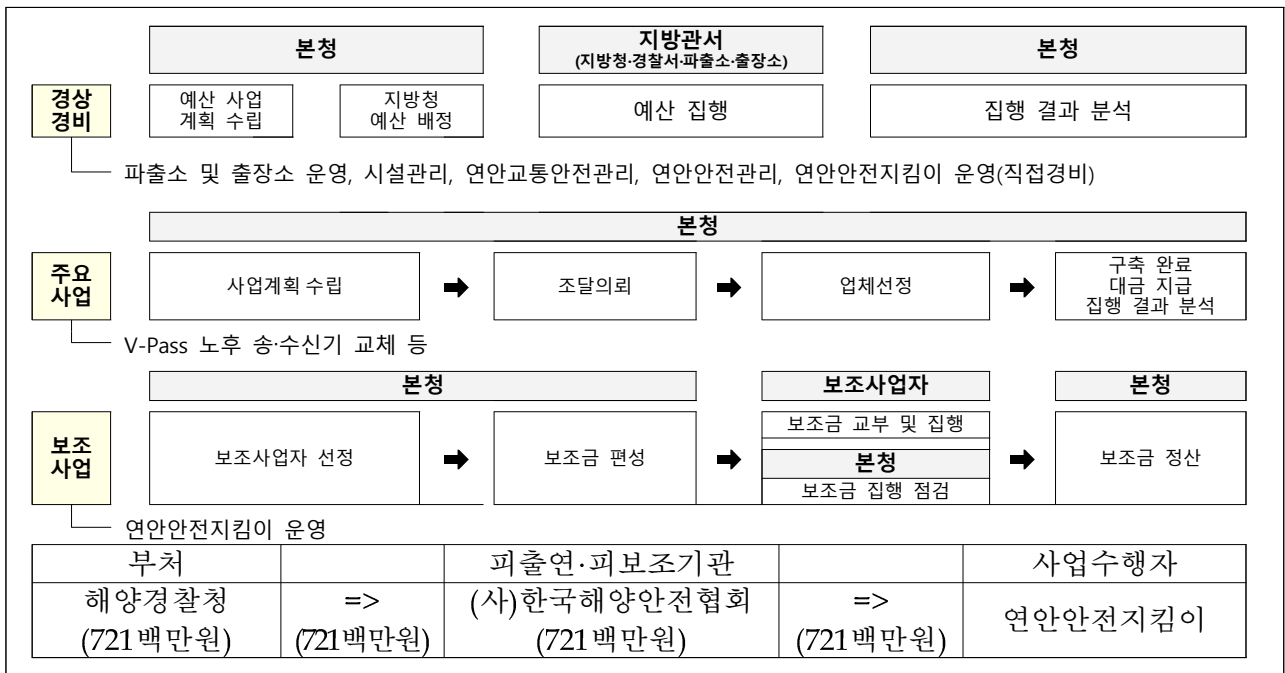 본청
지방관서
(지방청·경찰서·파출소·출장소)
본청
경상
경비
예산 사업
계획 수립
지방청
예산 배정
예산 집행
집행 결과 분석
파출소 및 출장소 운영, 시설관리, 연안교통안전관리, 연안안전관리, 연안안전지킴이 운영(직접경비)
본청
주요
사업
사업계획 수립
조달의뢰
업체선정
구축 완료
대금 지급
집행 결과 분석
V-Pass 노후 송·수신기 교체 등
본청
보조사업자
본청
보조
사업
보조사업자 선정
보조금 편성
보조금 교부 및 집행
본청
보조금 집행 점검
보조금 정산
연안안전지킴이 운영
부처 피출연·피보조기관 사업수행자
해양경찰청 => (사)한국해양안전협회 => 연안안전지킴이
(721백만원) (721백만원) (721백만원) (721백만원)